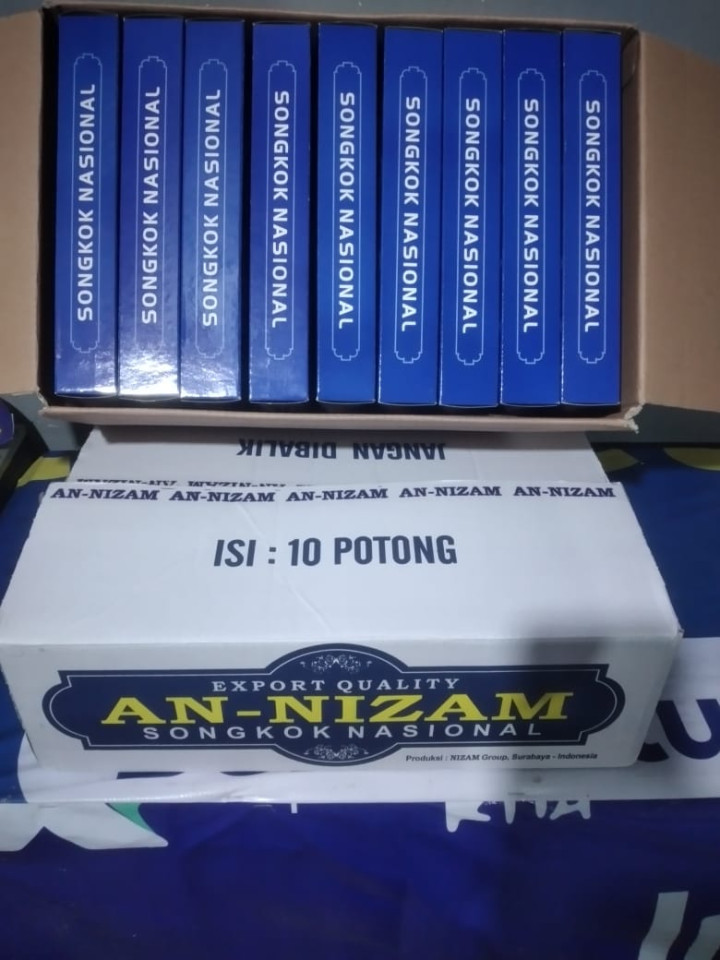 SONGKOK NASIONAL
SONGKOK NASIONAL
SONGKOK NASIONAL
SONGKOK NASIONAL
SONGKOK NASIONAL
SONGKOK NASIONAL
SONGKOK NASIONAL
SONGKOK NASIONAL
SONGKOK NASIONAL
JANGAN DIBALIK
AN-NIZAM AN-NIZAM AN-NIZAM AN-NIZAM AN-NIZAM
ISI : 10 POTONG
EXPORT QUALITY
AN-NIZAM
SONGKOK NASIONAL
Produksi : NIZAM Group, Surabaya - Indonesia